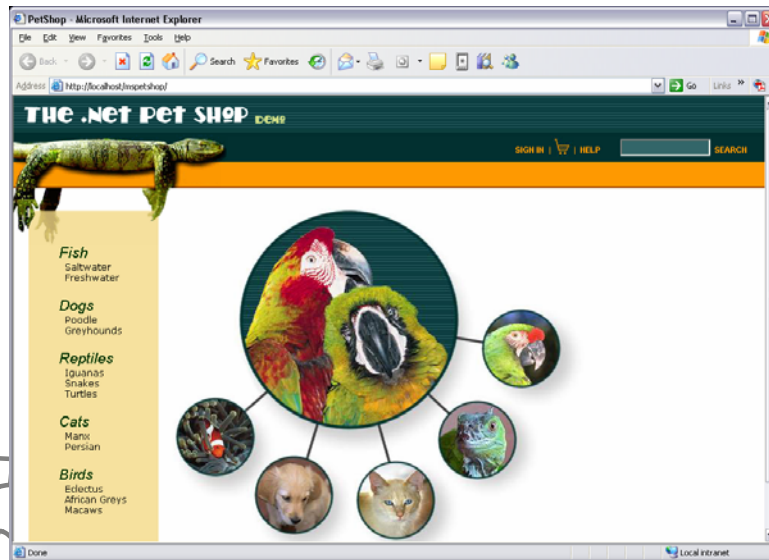 PetShop - Microsoft Internet Explorer
File Edit View Favorites Tools Help
Back Search Favorites
Address http://localhost/mspetshop/ Go Links »
THE .NET PET SHOP DEMO
SIGN IN | | HELP SEARCH
Fish
Saltwater
Freshwater
Dogs
Poodle
Greyhounds
Reptiles
Iguanas
Snakes
Turtles
Cats
Manx
Persian
Birds
Eclectus
African Greys
Macaws
Done Local intranet